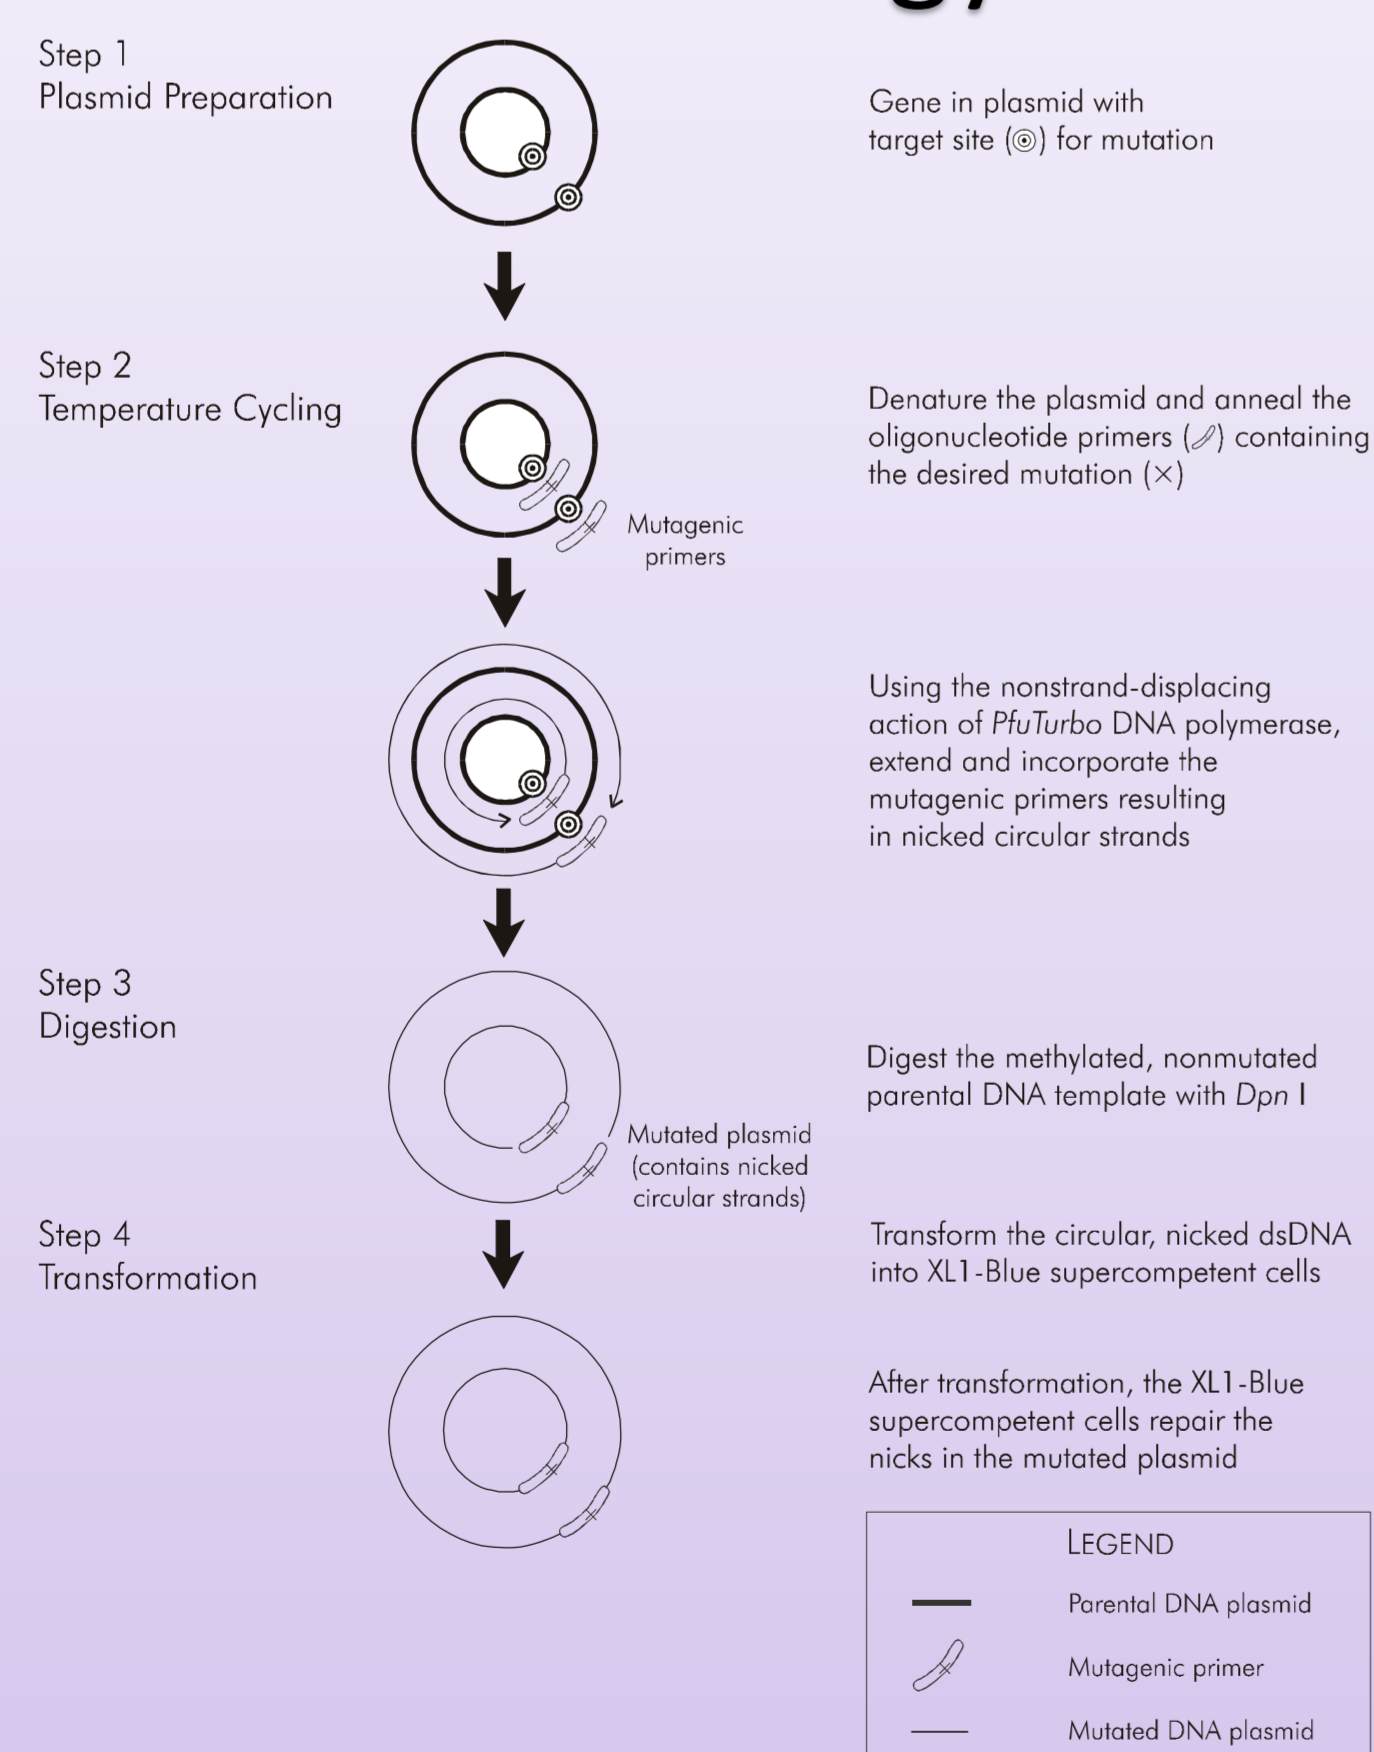 Step 1
Plasmid Preparation
Gene in plasmid with
target site (⌾) for mutation
Step 2
Temperature Cycling
Denature the plasmid and anneal the
oligonucleotide primers ( ) containing
the desired mutation (×)
Mutagenic
primers
Using the nonstrand-displacing
action of PfuTurbo DNA polymerase,
extend and incorporate the
mutagenic primers resulting
in nicked circular strands
Step 3
Digestion
Digest the methylated, nonmutated
parental DNA template with Dpn I
Mutated plasmid
(contains nicked
circular strands)
Step 4
Transformation
Transform the circular, nicked dsDNA
into XL1-Blue supercompetent cells
After transformation, the XL1-Blue
supercompetent cells repair the
nicks in the mutated plasmid
LEGEND
Parental DNA plasmid
Mutagenic primer
Mutated DNA plasmid